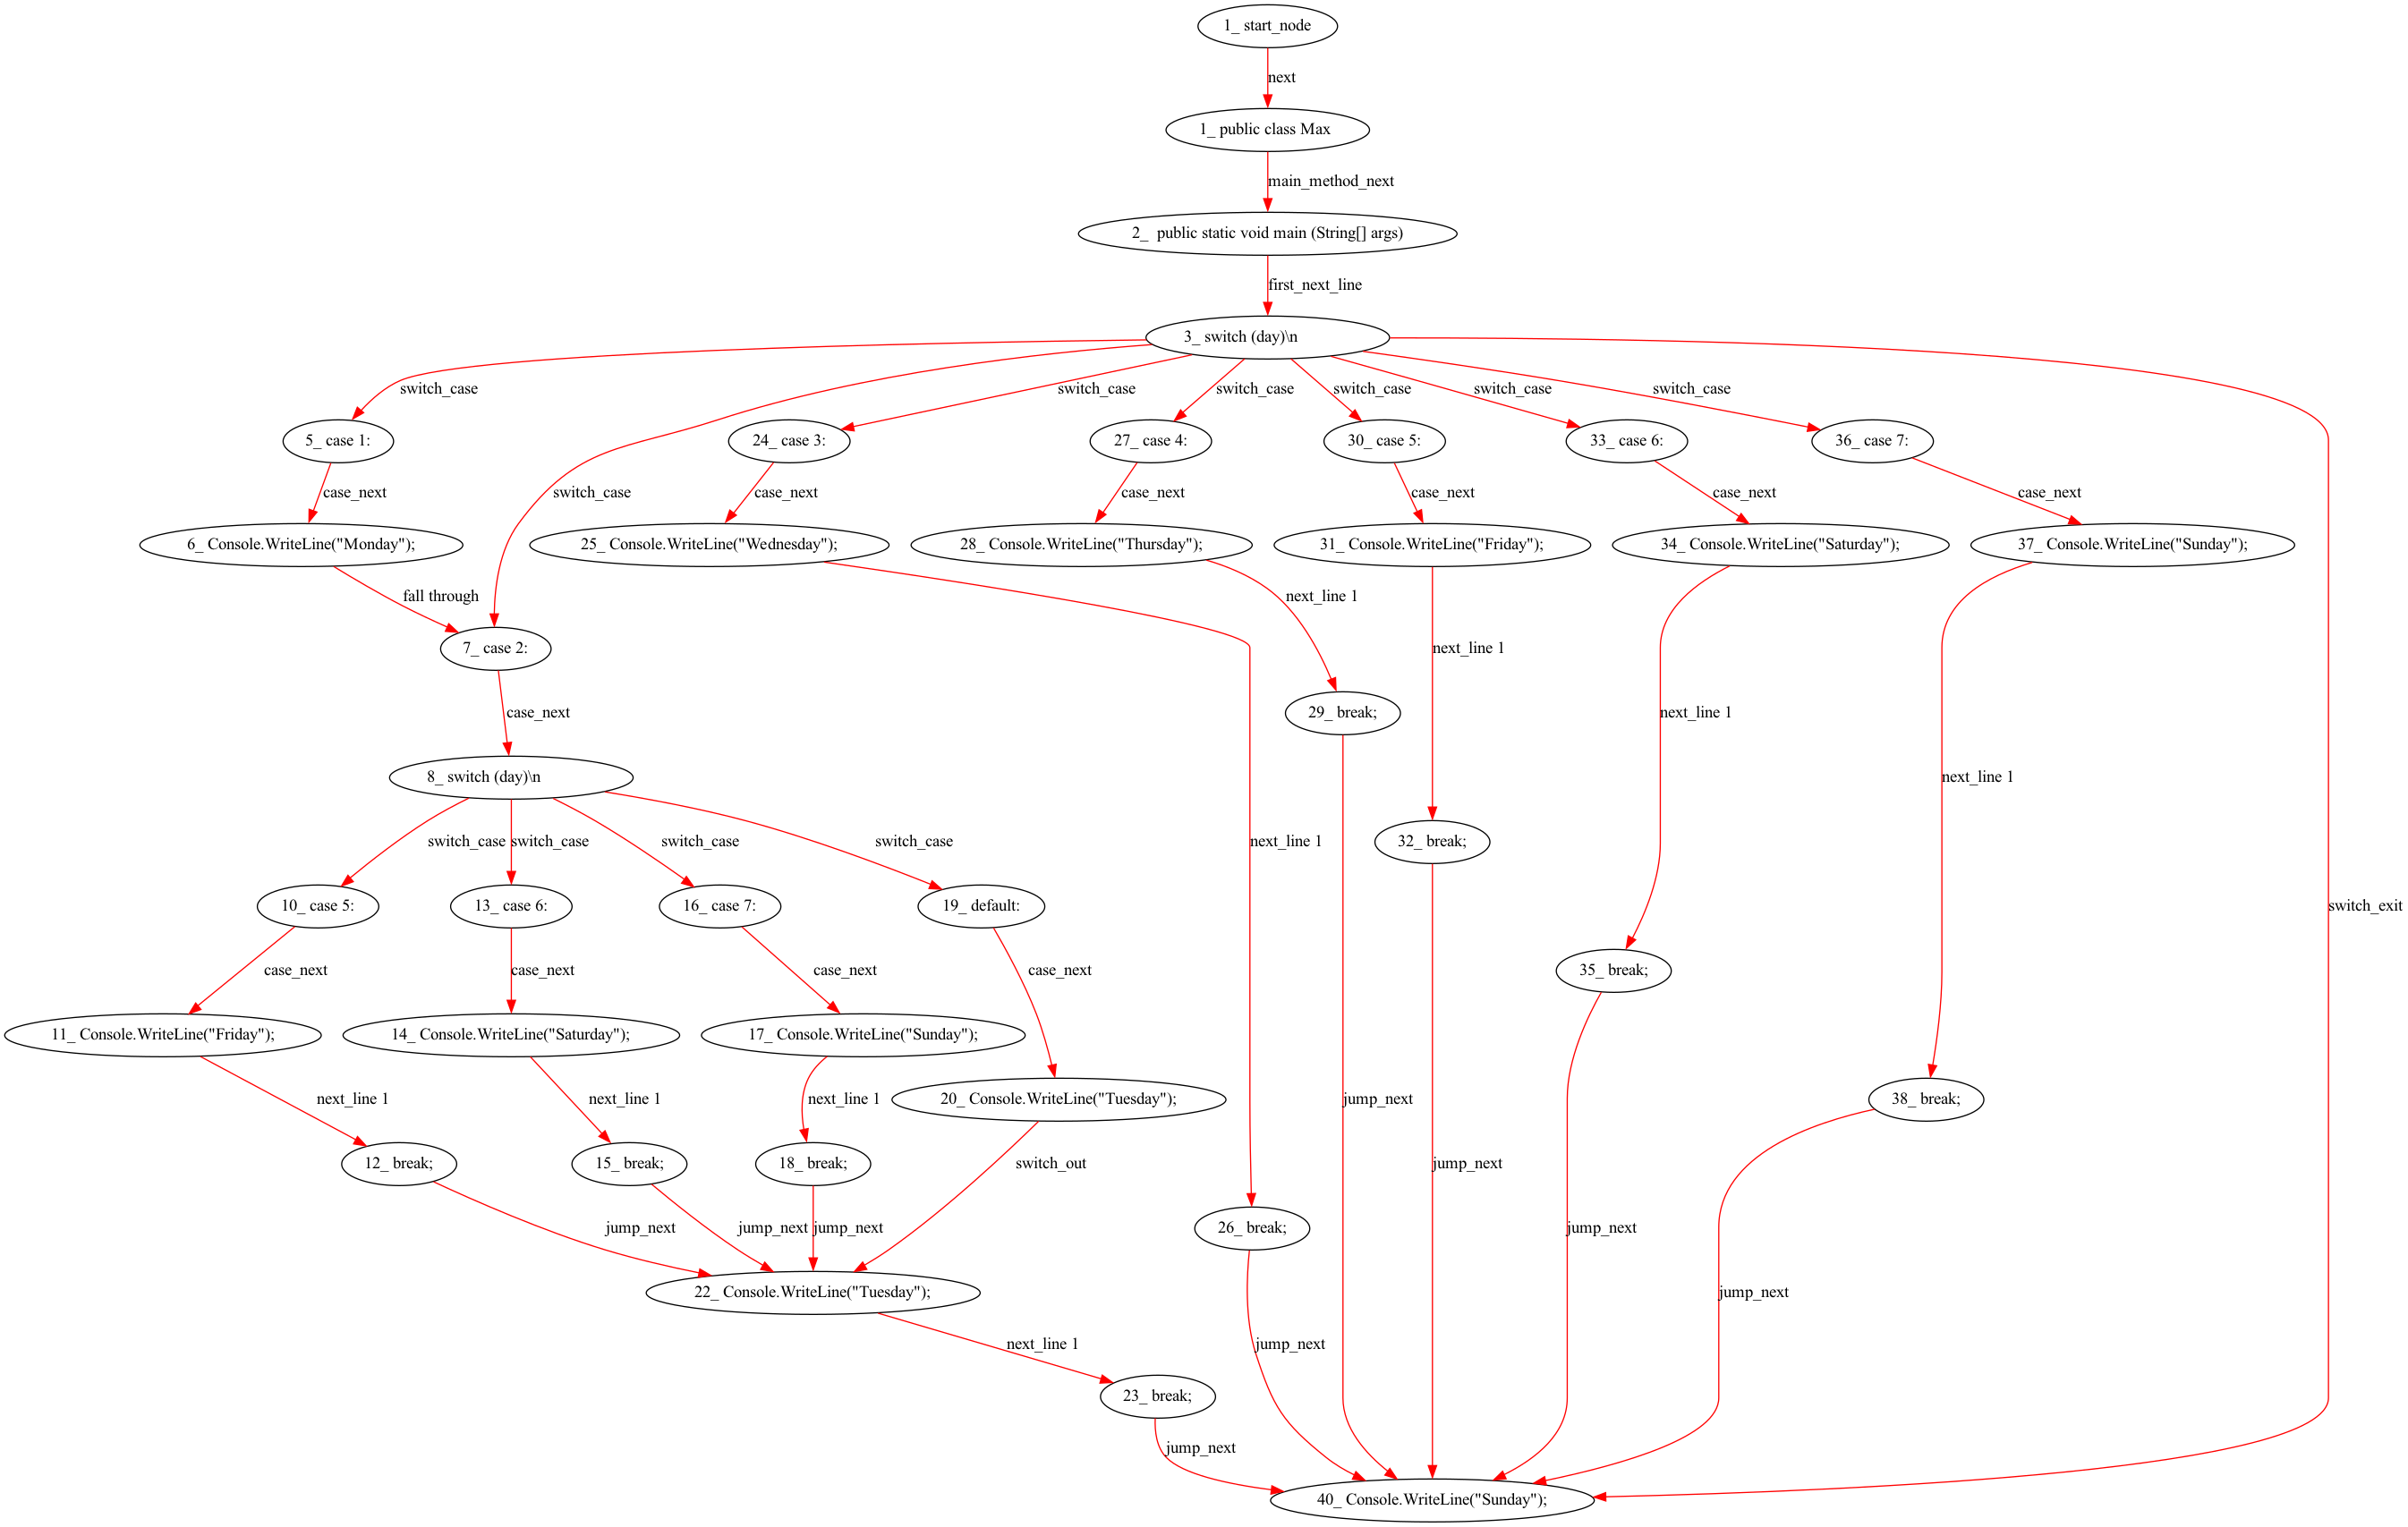 1_ start_node
next
1_ public class Max
main_method_next
2_  public static void main (String[] args)
first_next_line
3_ switch (day)\n
switch_case
switch_case
switch_case
switch_case
switch_case
switch_case
5_ case 1:
24_ case 3:
27_ case 4:
30_ case 5:
33_ case 6:
36_ case 7:
case_next
switch_case
case_next
case_next
case_next
case_next
case_next
6_ Console.WriteLine("Monday");
25_ Console.WriteLine("Wednesday");
28_ Console.WriteLine("Thursday");
31_ Console.WriteLine("Friday");
34_ Console.WriteLine("Saturday");
37_ Console.WriteLine("Sunday");
fall through
next_line 1
7_ case 2:
next_line 1
case_next
29_ break;
next_line 1
8_ switch (day)\n
next_line 1
switch_case
switch_case
switch_case
switch_case
next_line 1
32_ break;
10_ case 5:
13_ case 6:
16_ case 7:
19_ default:
switch_exit
case_next
case_next
case_next
case_next
35_ break;
11_ Console.WriteLine("Friday");
14_ Console.WriteLine("Saturday");
17_ Console.WriteLine("Sunday");
next_line 1
next_line 1
next_line 1
20_ Console.WriteLine("Tuesday");
jump_next
38_ break;
12_ break;
15_ break;
18_ break;
switch_out
jump_next
jump_next
jump_next
jump_next
26_ break;
jump_next
22_ Console.WriteLine("Tuesday");
jump_next
next_line 1
jump_next
23_ break;
jump_next
40_ Console.WriteLine("Sunday");